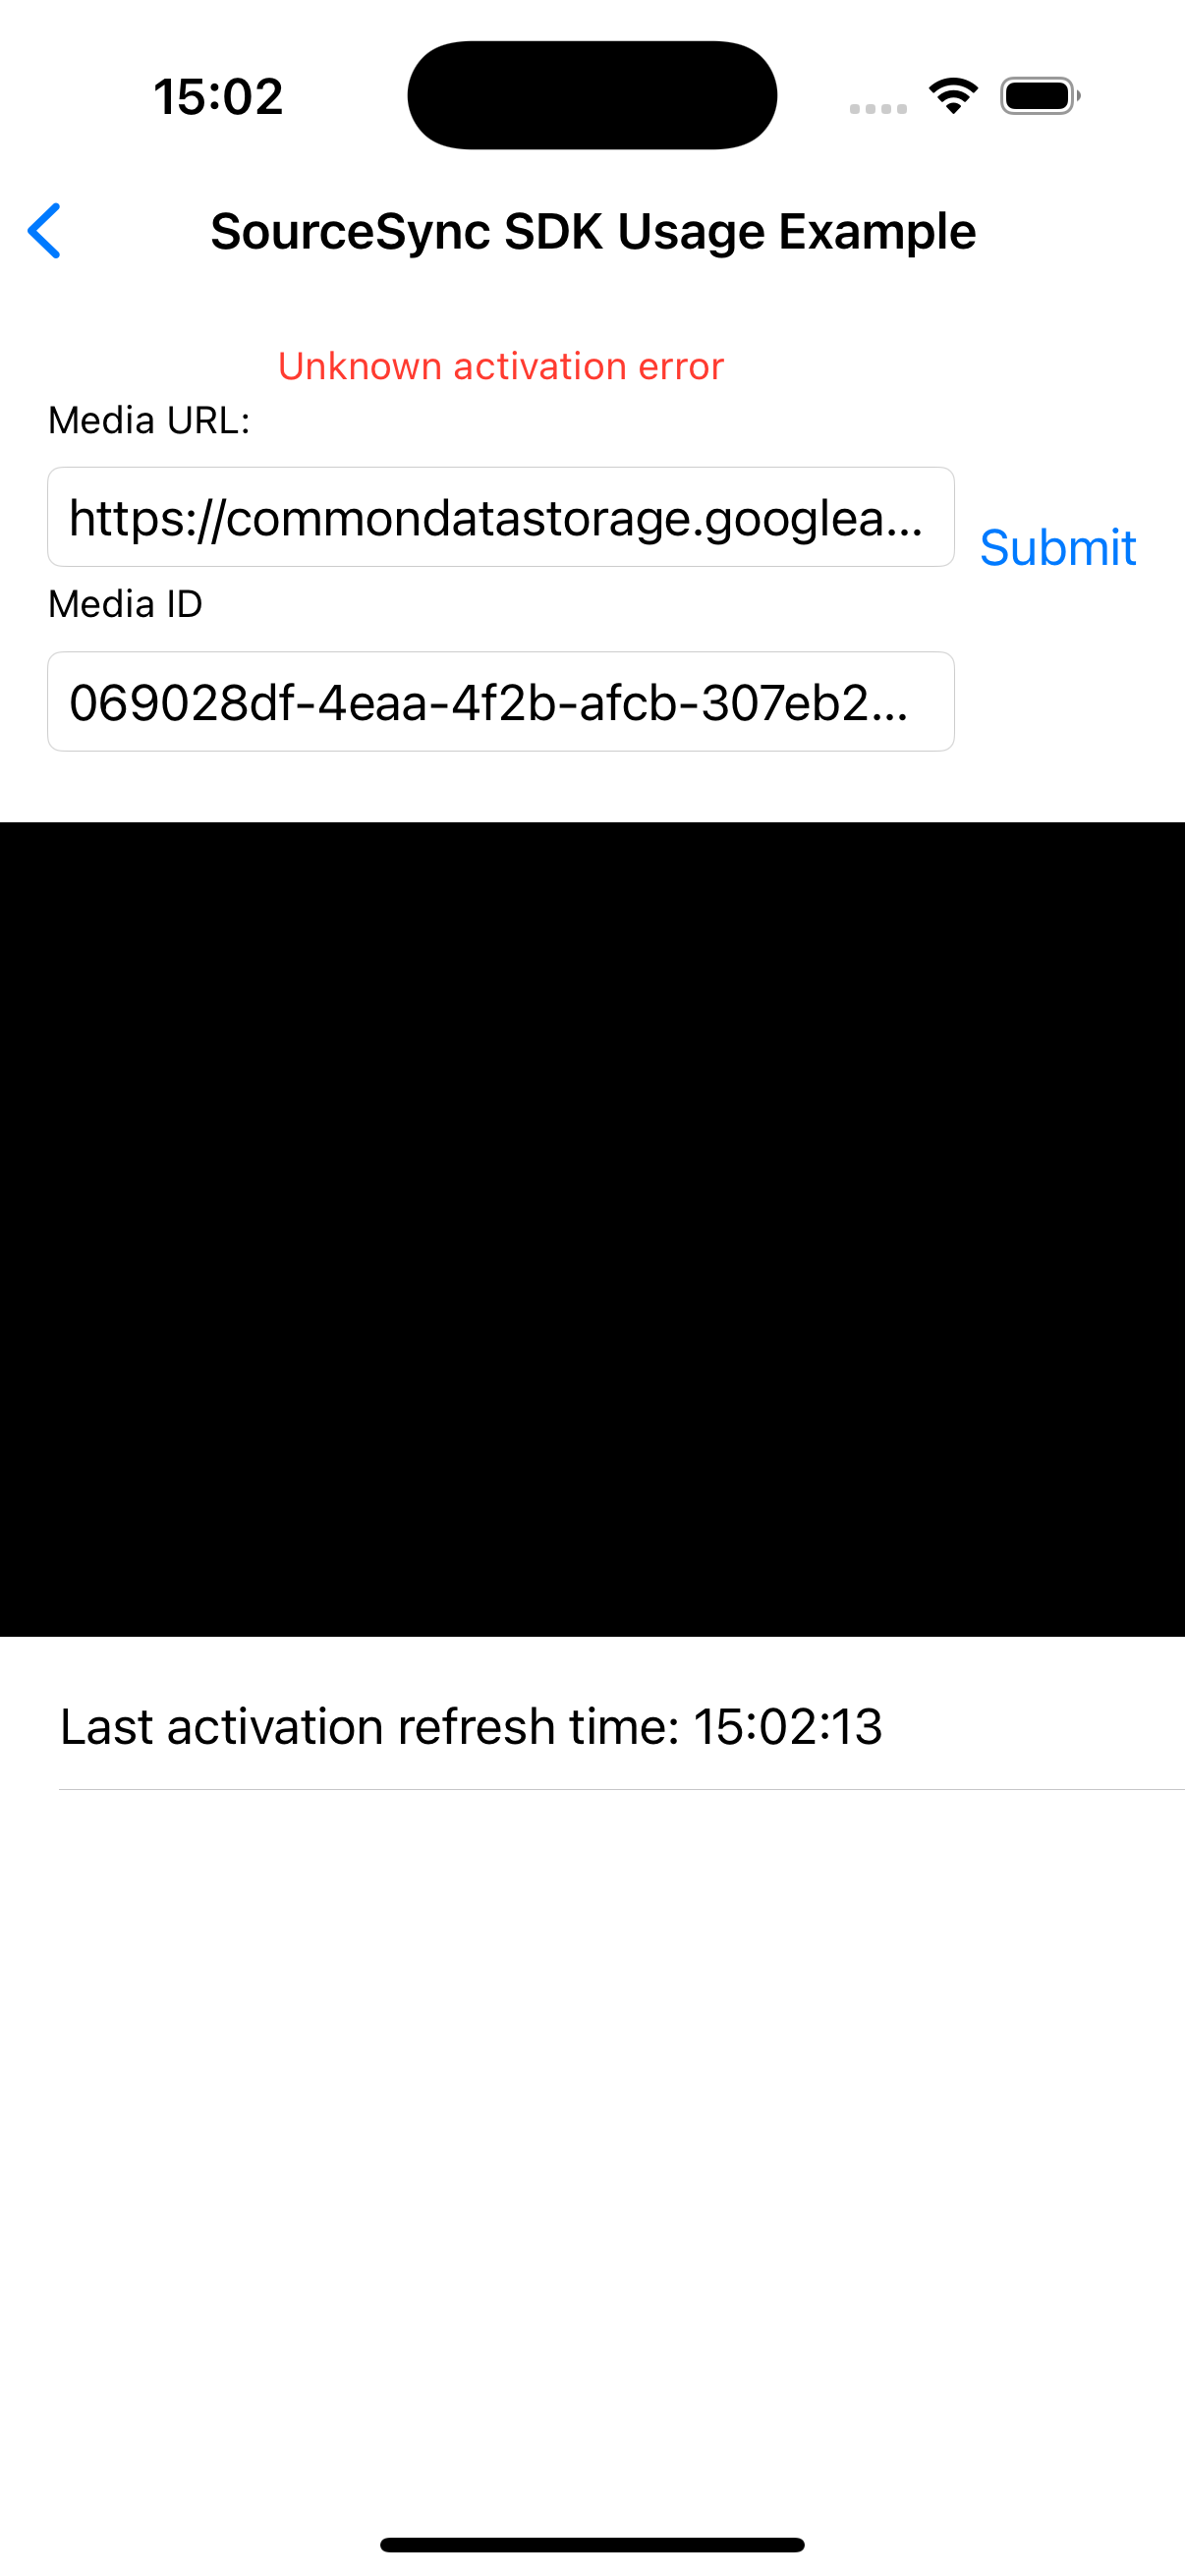 15:02
SourceSync SDK Usage Example
Unknown activation error
Media URL:
https://commondatastorage.googlea...
Submit
Media ID
069028df-4eaa-4f2b-afcb-307eb2...
Last activation refresh time: 15:02:13